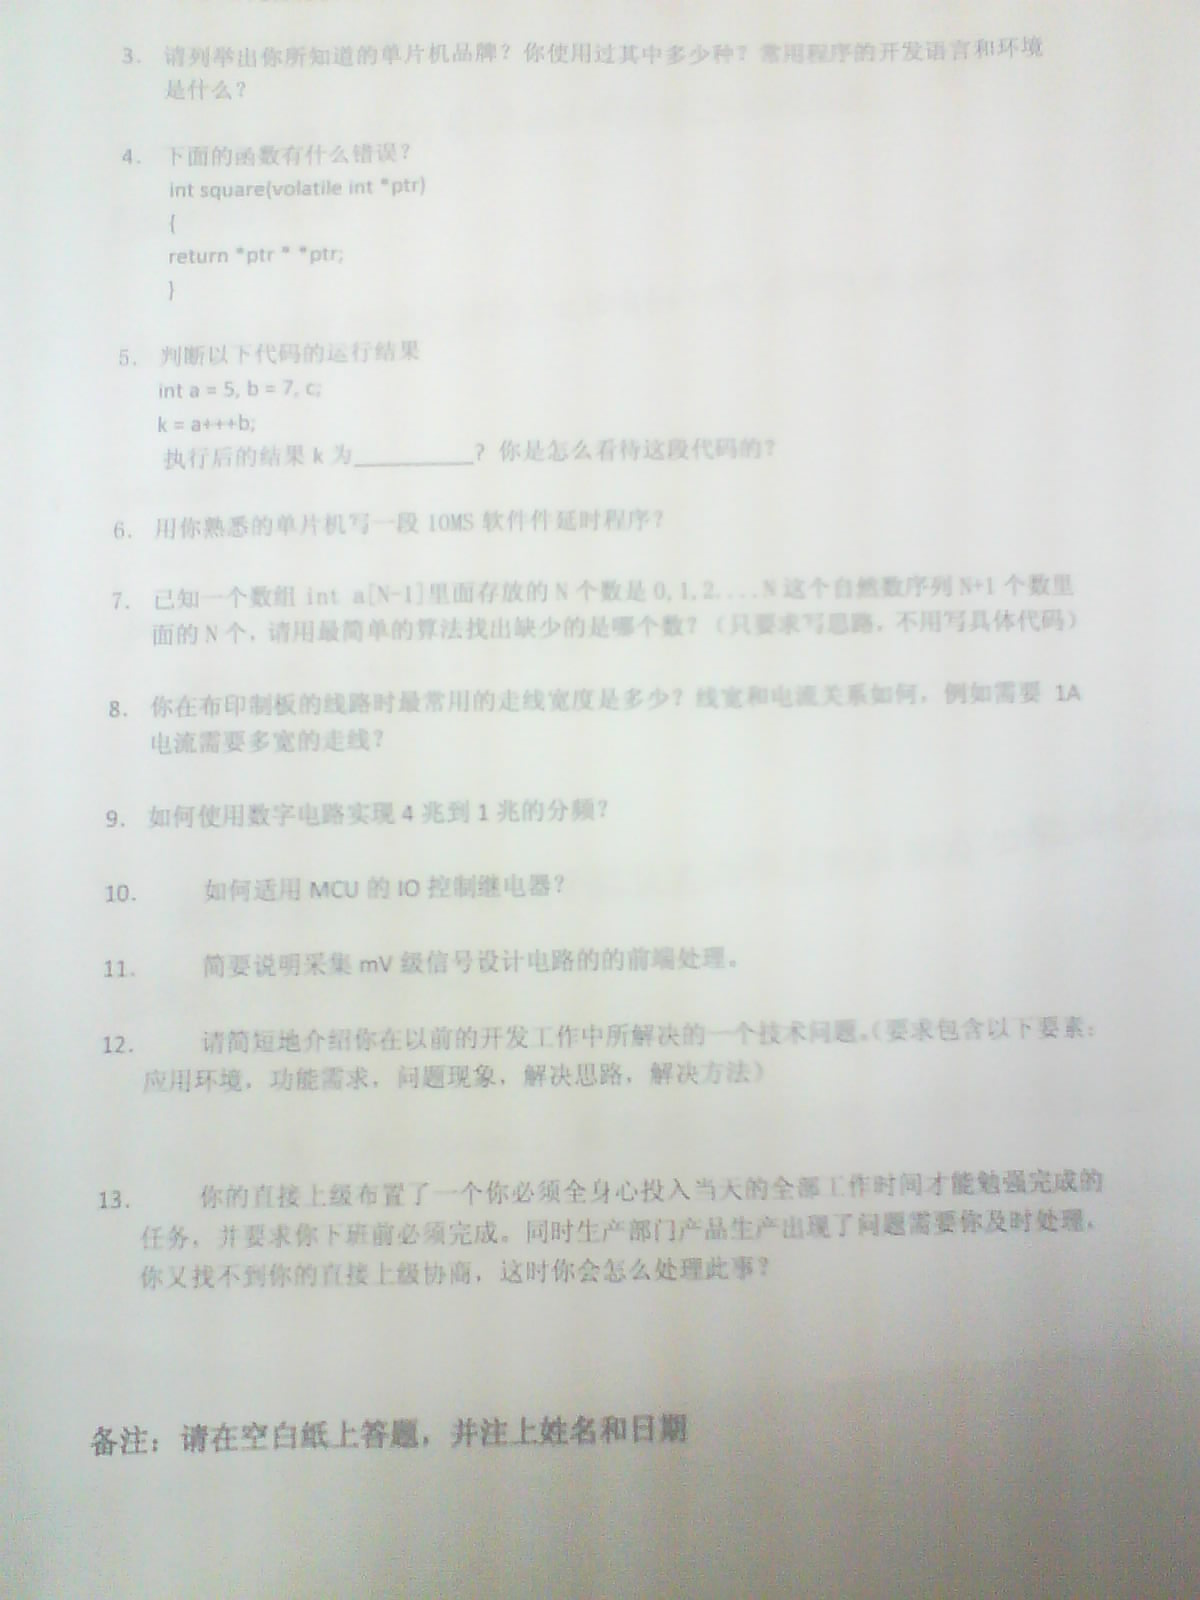 3. 请列举出你所知道的单片机品牌？你使用过其中多少种？常用程序的开发语言和环境
是什么？
4. 下面的函数有什么错误？
int square(volatile int *ptr)
{
return *ptr * *ptr;
}
5. 判断以下代码的运行结果
int a = 5, b = 7, c;
k = a+++b;
执行后的结果 k 为__________？你是怎么看待这段代码的？
6. 用你熟悉的单片机写一段 10MS 软件件延时程序？
7. 已知一个数组 int a[N-1]里面存放的 N 个数是 0,1,2....N 这个自然数序列 N+1 个数里
面的 N 个，请用最简单的算法找出缺少的是哪个数？（只要求写思路，不用写具体代码）
8. 你在布印制板的线路时最常用的走线宽度是多少？线宽和电流关系如何，例如需要 1A
电流需要多宽的走线？
9. 如何使用数字电路实现 4 兆到 1 兆的分频？
10. 如何适用 MCU 的 IO 控制继电器？
11. 简要说明采集 mV 级信号设计电路的的前端处理。
12. 请简短地介绍你在以前的开发工作中所解决的一个技术问题。（要求包含以下要素：
应用环境，功能需求，问题现象，解决思路，解决方法）
13. 你的直接上级布置了一个你必须全身心投入当天的全部工作时间才能勉强完成的
任务，并要求你下班前必须完成。同时生产部门产品生产出现了问题需要你及时处理，
你又找不到你的直接上级协商，这时你会怎么处理此事？
备注：请在空白纸上答题，并注上姓名和日期